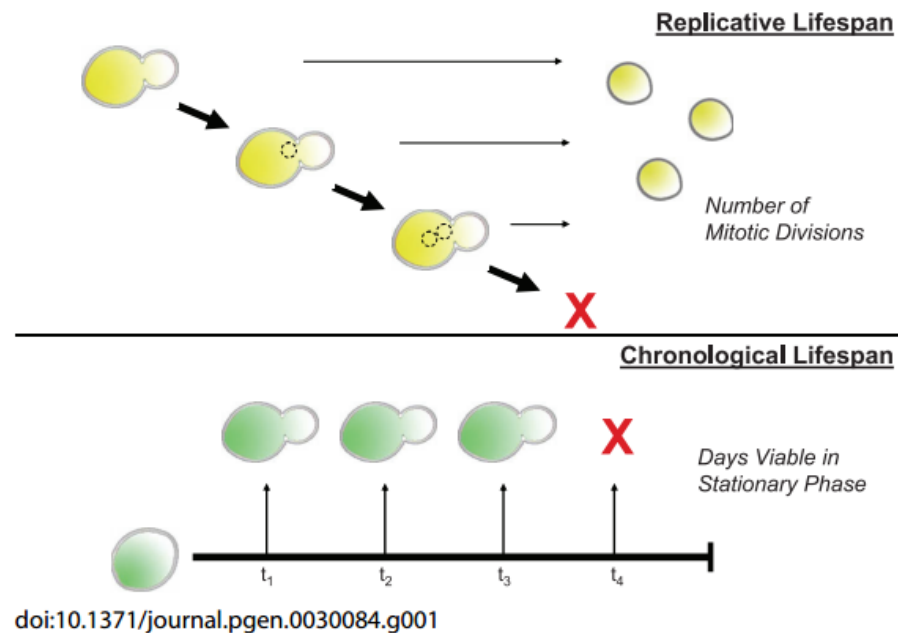 Replicative Lifespan
Number of
Mitotic Divisions
X
Chronological Lifespan
X
Days Viable in
Stationary Phase
t₁ t₂ t₃ t₄
doi:10.1371/journal.pgen.0030084.g001